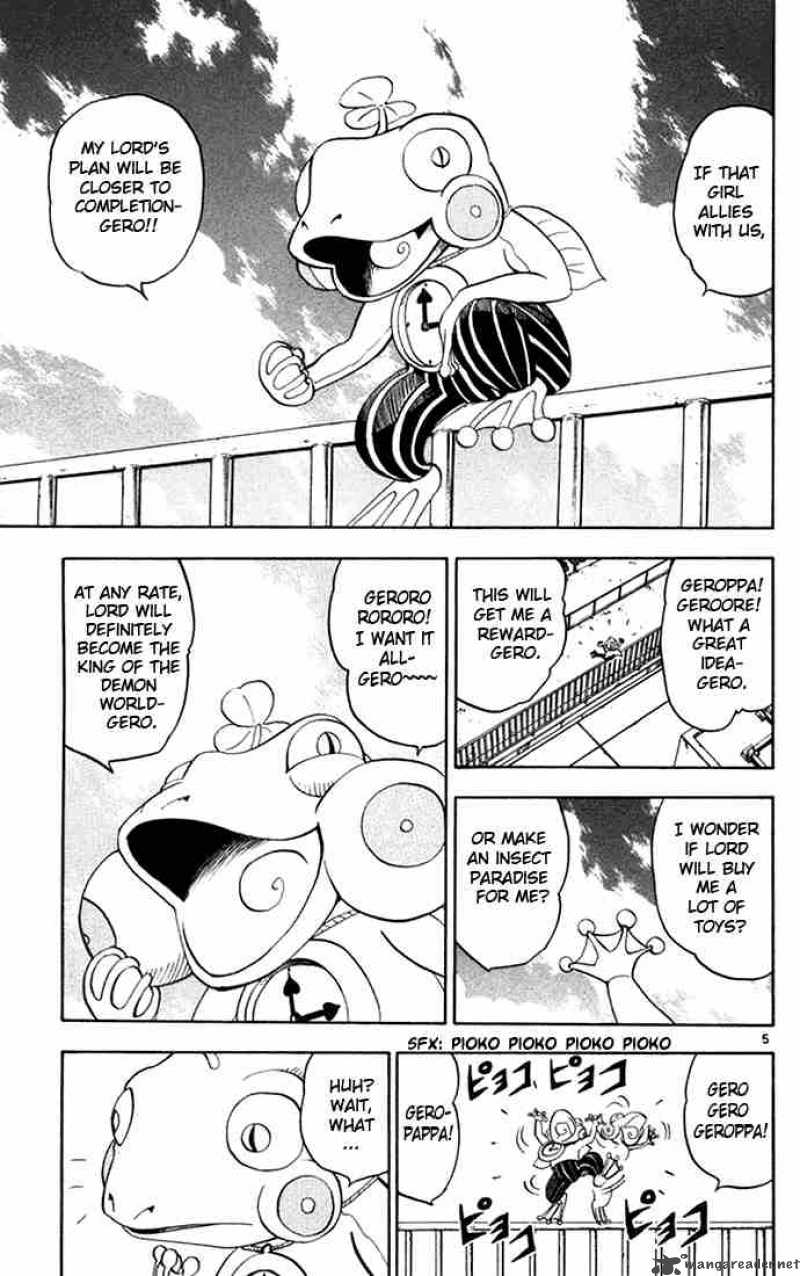 IF THAT
GIRL
ALLIES
WITH US,
MY LORD'S
PLAN WILL BE
CLOSER TO
COMPLETION-
GERO!!
GEROPPA!
GEROORE!
WHAT A
GREAT
IDEA-
GERO.
THIS WILL
GET ME A
REWARD-
GERO.
I WONDER
IF LORD
WILL BUY
ME A
LOT OF
TOYS?
OR MAKE
AN INSECT
PARADISE
FOR ME?
GERORO
RORORO!
I WANT IT
ALL-
GERO~~~~
AT ANY RATE,
LORD WILL
DEFINITELY
BECOME THE
KING OF THE
DEMON
WORLD-
GERO.
5
SFX: PIOKO PIOKO PIOKO PIOKO
GERO
GERO
GEROPPA!
ピョコ
ピョコ
ピョコ
ピョコ
GERO-
PAPPA!
HUH?
WAIT,
WHAT
...
mangareader.net